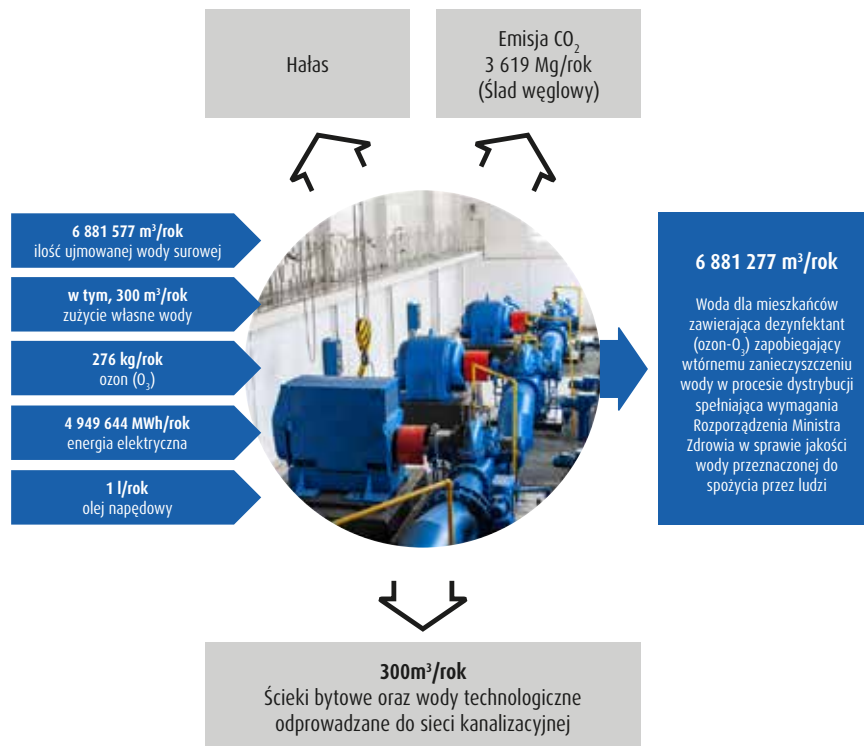 Hałas
Emisja CO₂
3 619 Mg/rok
(Ślad węglowy)
6 881 577 m³/rok
ilość ujmowanej wody surowej
w tym, 300 m³/rok
zużycie własne wody
276 kg/rok
ozon (O₃)
4 949 644 MWh/rok
energia elektryczna
1 l/rok
olej napędowy
6 881 277 m³/rok
Woda dla mieszkańców
zawierająca dezynfektant
(ozon-O₃) zapobiegający
wtórnemu zanieczyszczeniu
wody w procesie dystrybucji
spełniająca wymagania
Rozporządzenia Ministra
Zdrowia w sprawie jakości
wody przeznaczonej do
spożycia przez ludzi
300m³/rok
Ścieki bytowe oraz wody technologiczne
odprowadzane do sieci kanalizacyjnej